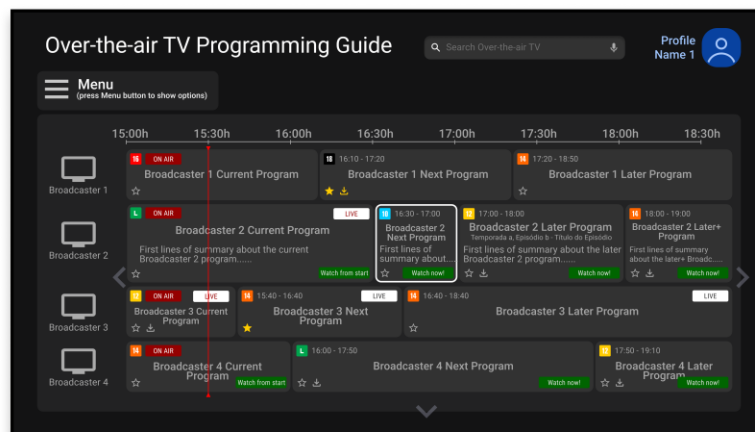 Over-the-air TV Programming Guide
Search Over-the-air TV
Profile
Name 1
Menu
(press Menu button to show options)
15:00h 15:30h 16:00h 16:30h 17:00h 17:30h 18:00h 18:30h
Broadcaster 1
16 ON AIR
Broadcaster 1 Current Program
18 16:10 - 17:20
Broadcaster 1 Next Program
14 17:20 - 18:50
Broadcaster 1 Later Program
Broadcaster 2
L ON AIR LIVE
Broadcaster 2 Current Program
First lines of summary about the current
Broadcaster 2 program......
Watch from start
10 16:30 - 17:00
Broadcaster 2
Next Program
First lines of
summary about....
Watch now!
12 17:00 - 18:00
Broadcaster 2 Later Program
Temporada a, Episódio b - Título do Episódio
First lines of summary about the later
Broadcaster 2 program.....
Watch now!
14 18:00 - 19:00
Broadcaster 2 Later+
Program
First lines of summary
about the later+ Broadc.....
Watch now!
Broadcaster 3
12 ON AIR LIVE
Broadcaster 3 Current
Program
14 15:40 - 16:40 LIVE
Broadcaster 3 Next
Program
14 16:40 - 18:40 LIVE
Broadcaster 3 Later Program
Broadcaster 4
14 ON AIR
Broadcaster 4 Current
Program
Watch from start
L 16:00 - 17:50
Broadcaster 4 Next Program
Watch now!
12 17:50 - 19:10
Broadcaster 4 Later
Program
Watch now!